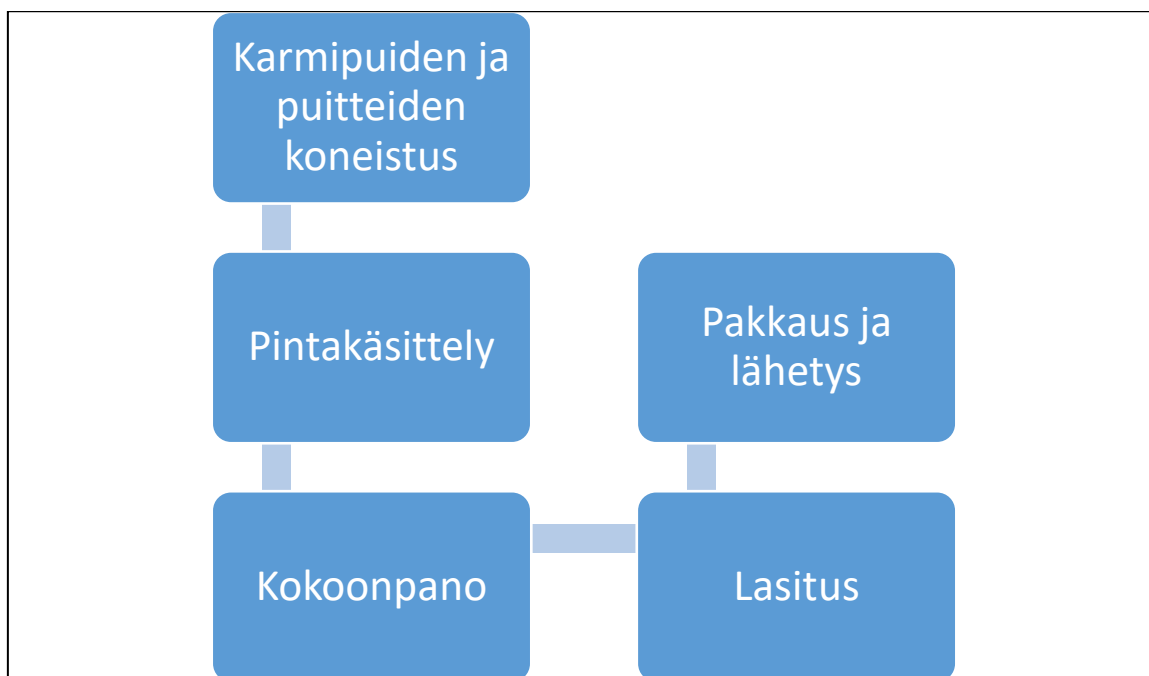 Karmipuiden ja
puitteiden
koneistus
Pintakäsittely
Kokoonpano
Lasitus
Pakkaus ja
lähetys